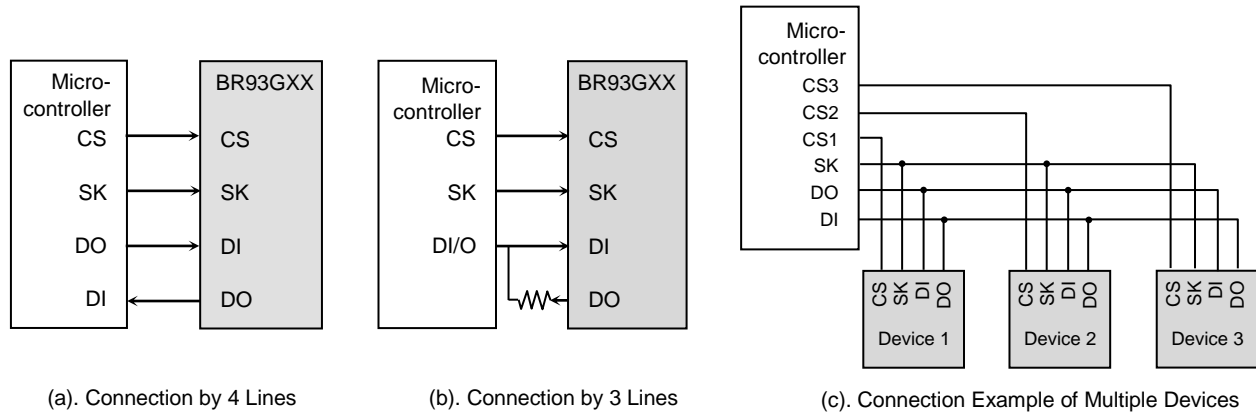 Micro-
controller
CS
SK
DO
DI
BR93GXX
CS
SK
DI
DO
(a). Connection by 4 Lines
Micro-
controller
CS
SK
DI/O
BR93GXX
CS
SK
DI
DO
(b). Connection by 3 Lines
Micro-
controller
CS3
CS2
CS1
SK
DO
DI
CS
SK
DI
DO
Device 1
CS
SK
DI
DO
Device 2
CS
SK
DI
DO
Device 3
(c). Connection Example of Multiple Devices